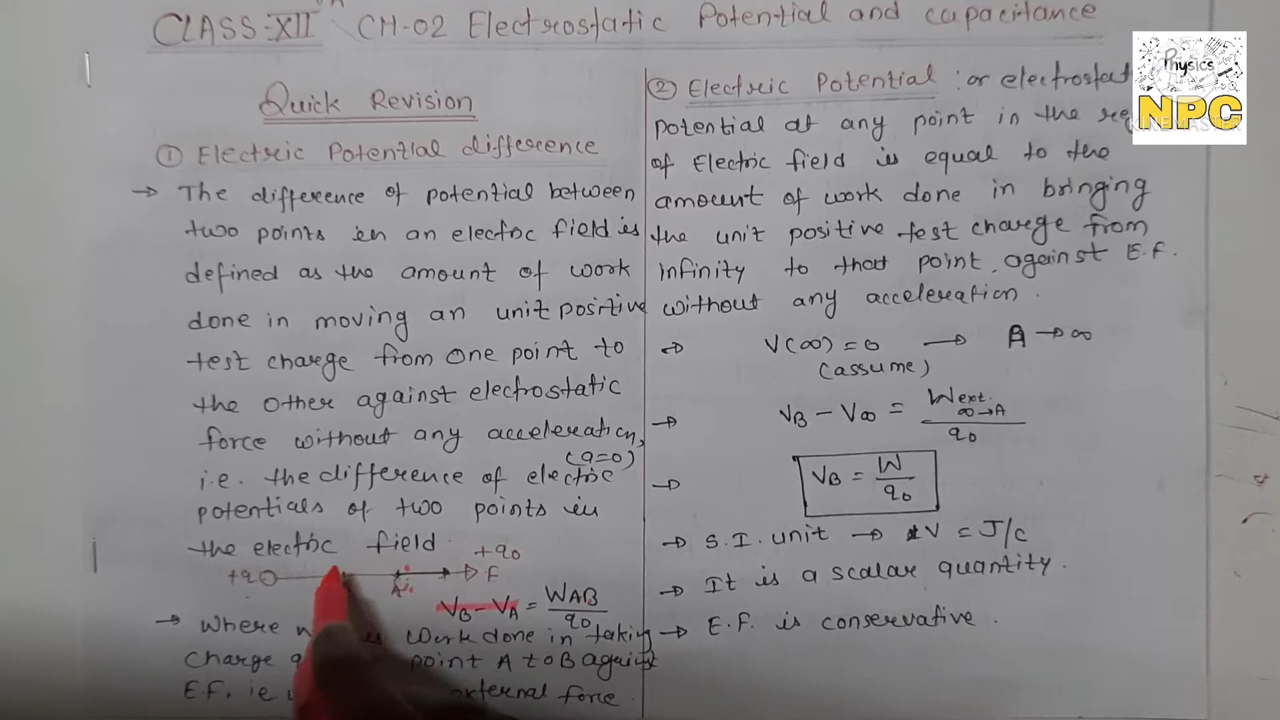 CLASS:XII CH-02 Electrostatic Potential and capacitance
Physics
NPC
Quick Revision
① Electric Potential difference
→ The difference of potential between
two points in an electric field is
defined as the amount of work
done in moving an unit positive
test charge from one point to
the other against electrostatic
force without any acceleration,
(a=0)
i.e. the difference of electric
potentials of two points in
the electric field.
+q0
+q F
A
VB - VA = WAB / q0
→ Where work done in taking
charge point A to B against
E.F. ie external force.
② Electric Potential : or electrostat
potential at any point in the re
of Electric field is equal to the
amount of work done in bringing
the unit positive test charge from
infinity to that point, against E.F.
without any acceleration.
⇒ V(∞) = 0 → A → ∞
(assume)
→ VB - V∞ = Wext. ∞→A / q0
→ VB = W / q0
→ S.I. unit → V = J/C
→ It is a scalar quantity.
→ E.F. is conservative.